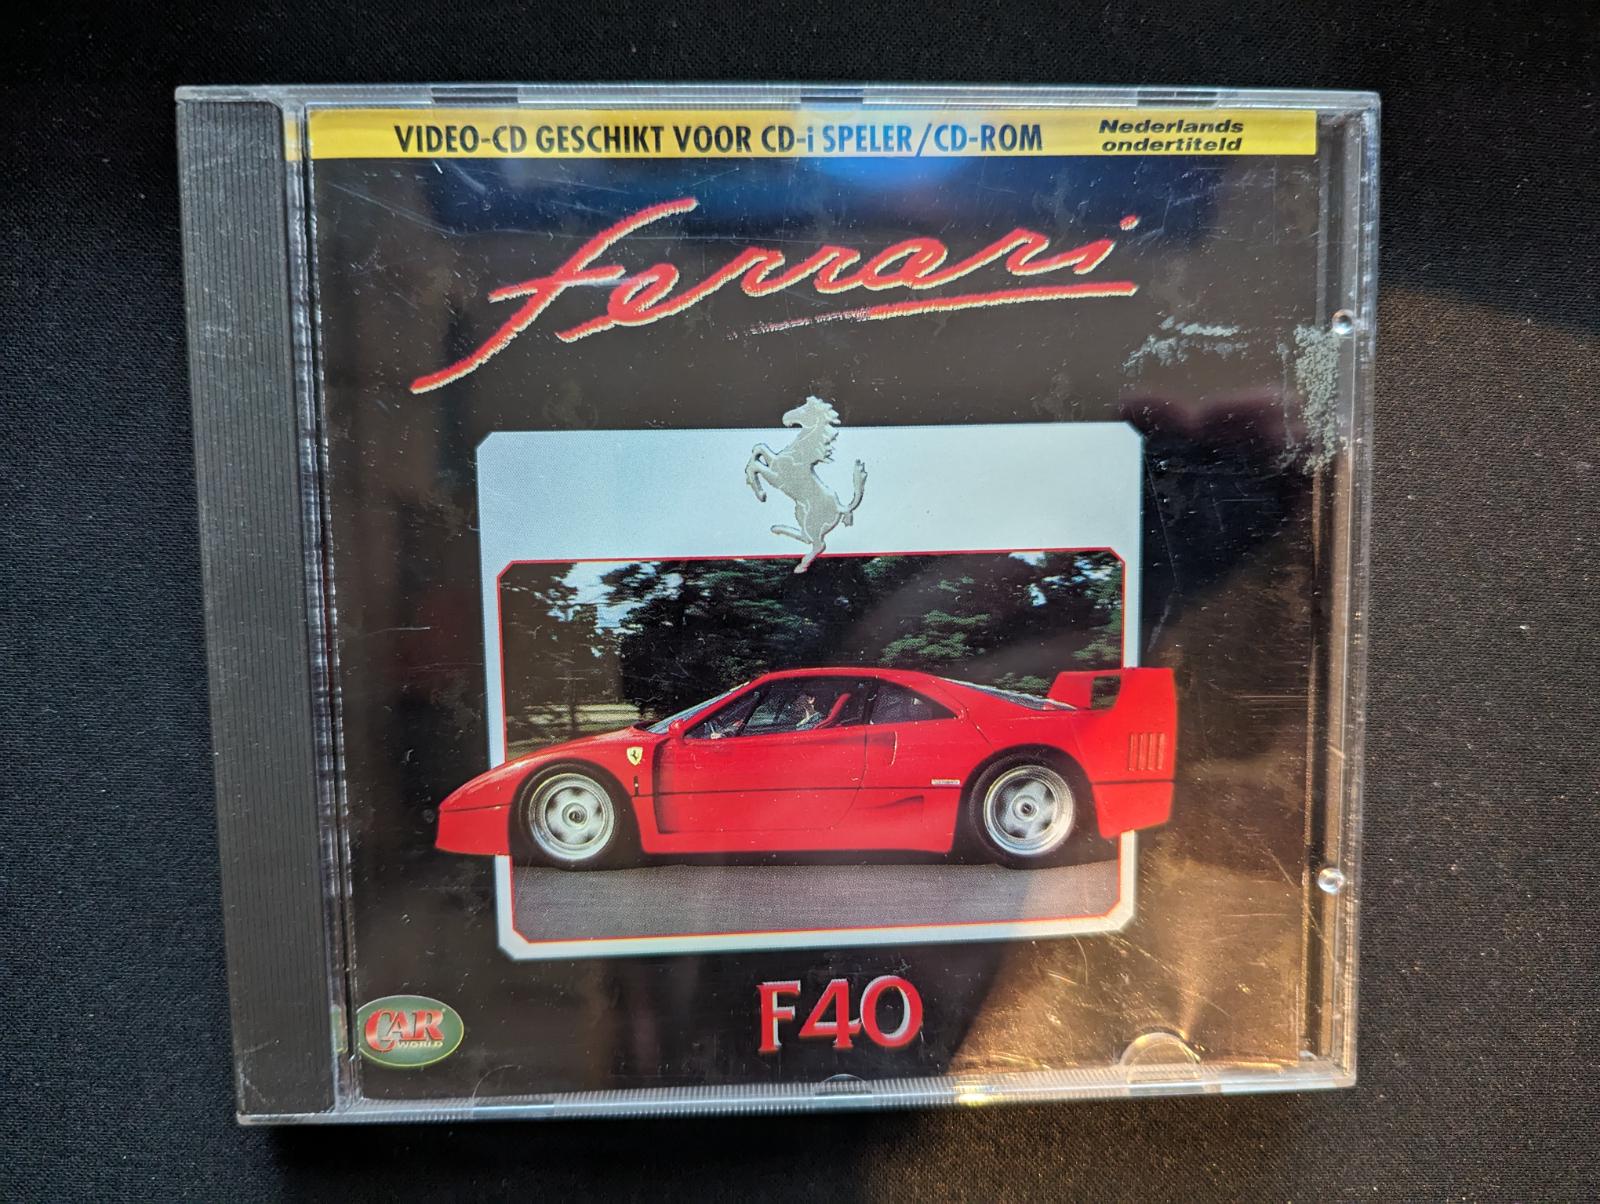 VIDEO-CD GESCHIKT VOOR CD-i SPELER/CD-ROM
Nederlands
ondertiteld
Ferrari
F40
CAR
WORLD